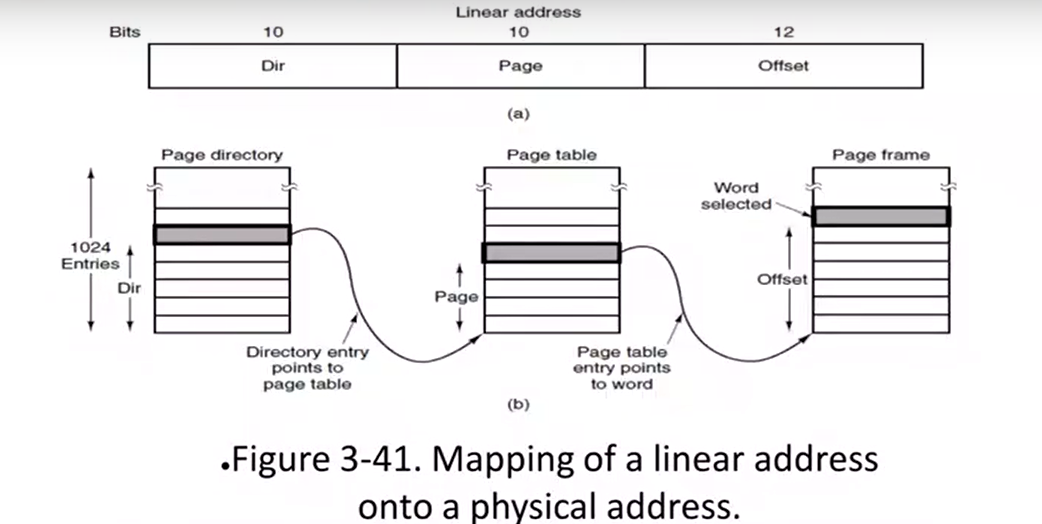 Linear address
Bits 10 10 12
Dir Page Offset
(a)
Page directory Page table Page frame
Word
selected
1024
Entries
Dir
Page
Offset
Directory entry
points to
page table
Page table
entry points
to word
(b)
•Figure 3-41. Mapping of a linear address
onto a physical address.